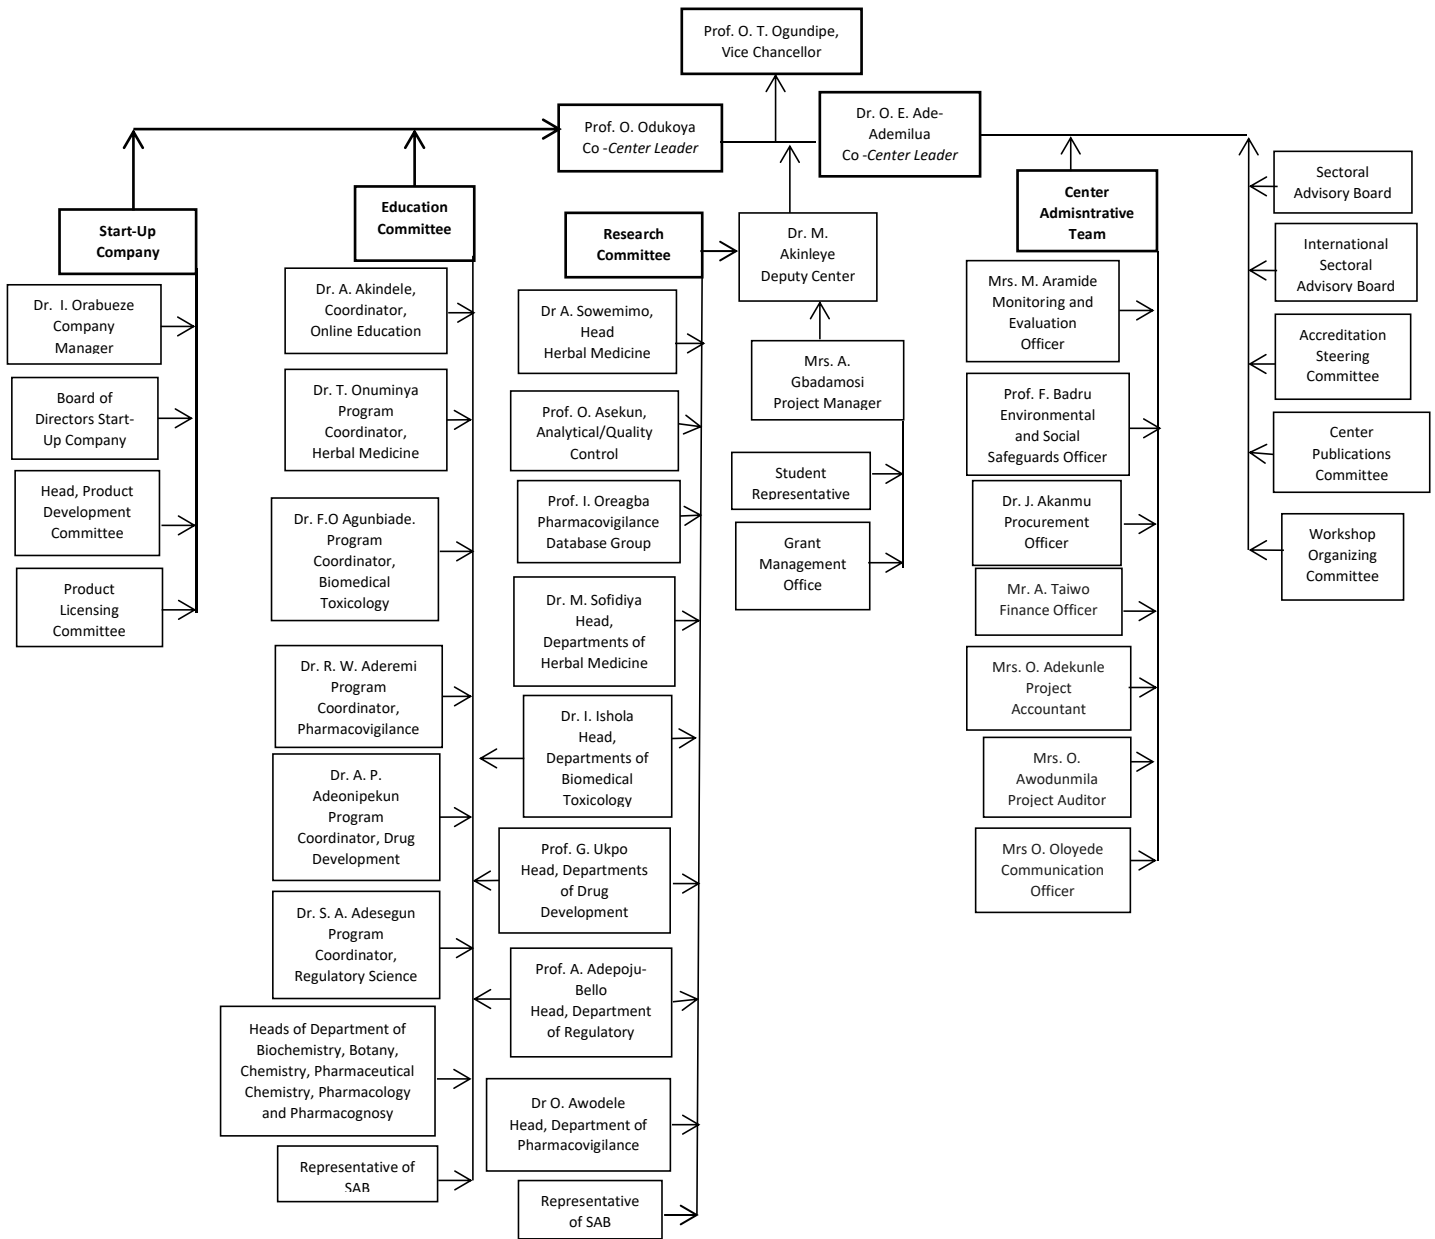 Prof. O. T. Ogundipe,
Vice Chancellor
Prof. O. Odukoya
Co -Center Leader
Dr. O. E. Ade-
Ademilua
Co -Center Leader
Start-Up
Company
Dr. I. Orabueze
Company
Manager
Board of
Directors Start-
Up Company
Head, Product
Development
Committee
Product
Licensing
Committee
Education
Committee
Dr. A. Akindele,
Coordinator,
Online Education
Dr. T. Onuminya
Program
Coordinator,
Herbal Medicine
Dr. F.O Agunbiade.
Program
Coordinator,
Biomedical
Toxicology
Dr. R. W. Aderemi
Program
Coordinator,
Pharmacovigilance
Dr. A. P.
Adeonipekun
Program
Coordinator, Drug
Development
Dr. S. A. Adesegun
Program
Coordinator,
Regulatory Science
Heads of Department of
Biochemistry, Botany,
Chemistry, Pharmaceutical
Chemistry, Pharmacology
and Pharmacognosy
Representative of
SAB
Research
Committee
Dr A. Sowemimo,
Head
Herbal Medicine
Prof. O. Asekun,
Analytical/Quality
Control
Prof. I. Oreagba
Pharmacovigilance
Database Group
Dr. M. Sofidiya
Head,
Departments of
Herbal Medicine
Dr. I. Ishola
Head,
Departments of
Biomedical
Toxicology
Prof. G. Ukpo
Head, Departments
of Drug
Development
Prof. A. Adepoju-
Bello
Head, Department
of Regulatory
Dr O. Awodele
Head, Department of
Pharmacovigilance
Representative
of SAB
Dr. M.
Akinleye
Deputy Center
Mrs. A.
Gbadamosi
Project Manager
Student
Representative
Grant
Management
Office
Center
Admisntrative
Team
Mrs. M. Aramide
Monitoring and
Evaluation
Officer
Prof. F. Badru
Environmental
and Social
Safeguards Officer
Dr. J. Akanmu
Procurement
Officer
Mr. A. Taiwo
Finance Officer
Mrs. O. Adekunle
Project
Accountant
Mrs. O.
Awodunmila
Project Auditor
Mrs O. Oloyede
Communication
Officer
Sectoral
Advisory Board
International
Sectoral
Advisory Board
Accreditation
Steering
Committee
Center
Publications
Committee
Workshop
Organizing
Committee